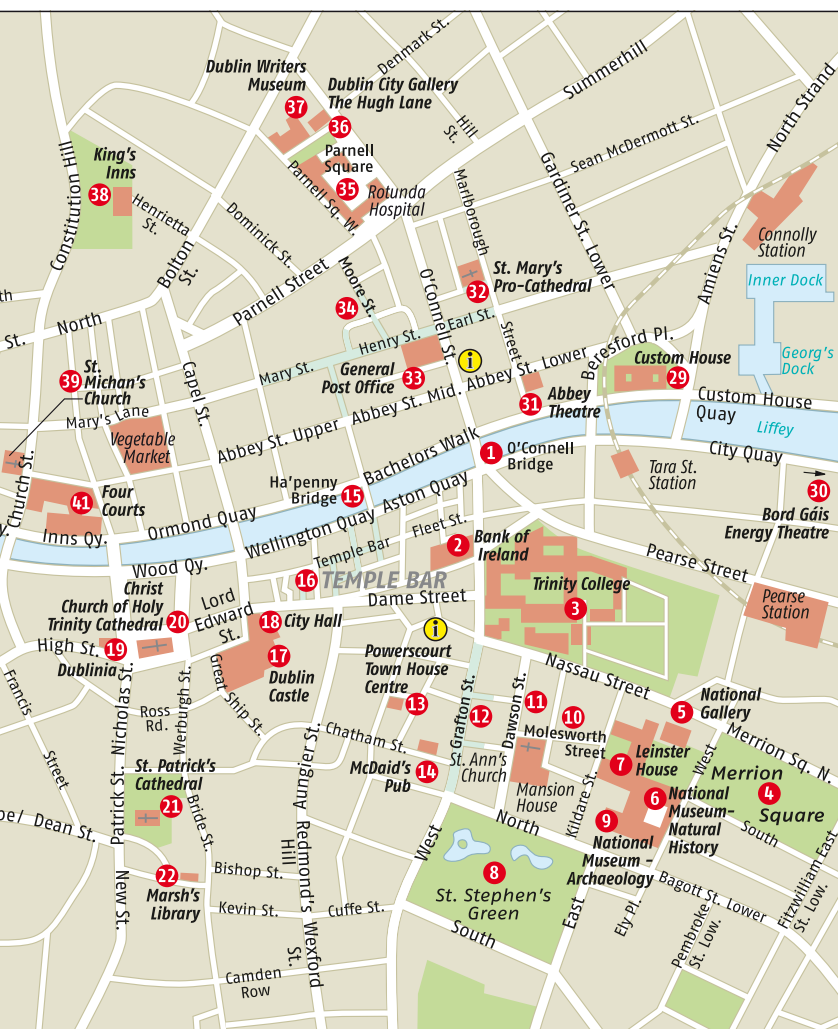 Denmark St.
Summerhill
North Strand
Dublin Writers
Museum
37
Dublin City Gallery
The Hugh Lane
36
Hill
St.
Sean McDermott St.
Constitution Hill
King's
Inns
38
Henrietta
St.
Parnell
Square
35
Rotunda
Hospital
Parnell Sq. W.
Marlborough
Street
Gardiner St. Lower
Connolly
Station
Amiens St.
Dominick St.
Bolton
St.
Parnell Street
Moore St.
34
O'Connell St.
St. Mary's
Pro-Cathedral
32
Inner Dock
Georg's
Dock
th
St.
North
Henry St.
Earl St.
Mary St.
General
Post Office
33
i
Beresford Pl.
Custom House
29
39
St.
Michan's
Church
Capel St.
Abbey St. Upper
Abbey St. Mid.
Abbey St. Lower
31
Abbey
Theatre
Custom House
Quay
Liffey
City Quay
Mary's Lane
Vegetable
Market
Church St.
Bachelors Walk
1
O'Connell
Bridge
Tara St.
Station
30
Bord Gáis
Energy Theatre
41
Four
Courts
Ha'penny
Bridge
15
Aston Quay
y.
Inns Qy.
Ormond Quay
Wellington Quay
Fleet St.
Wood Qy.
Temple Bar
2
Bank of
Ireland
Pearse Street
16
TEMPLE BAR
Trinity College
3
Pearse
Station
Christ
Church of Holy
Trinity Cathedral
20
Lord
Edward
St.
Dame Street
18
City Hall
i
High St.
19
Dublinia
17
Dublin
Castle
Powerscourt
Town House
Centre
13
Nassau Street
Francis
Street
Nicholas St.
Ross
Rd.
Werburgh St.
Great Ship St.
Grafton St.
12
Dawson St.
11
10
Molesworth
Street
5
National
Gallery
Merrion Sq. N.
Chatham St.
St. Patrick's
Cathedral
21
McDaid's
Pub
14
St. Ann's
Church
Mansion
House
7
Leinster
House
West
Merrion
4
Square
6
National
Museum–
Natural
History
South
Patrick St.
Bride St.
Aungier St.
Kildare St.
9
National
Museum –
Archaeology
oe/ Dean St.
West
North
8
St. Stephen's
Green
22
Marsh's
Library
Bishop St.
Redmond's
Hill
Bagott St. Lower
Fitzwilliam East
St. Low.
New St.
Kevin St.
Cuffe St.
South
East
Ely Pl.
Pembroke
St. Low.
Wexford
St.
Camden
Row